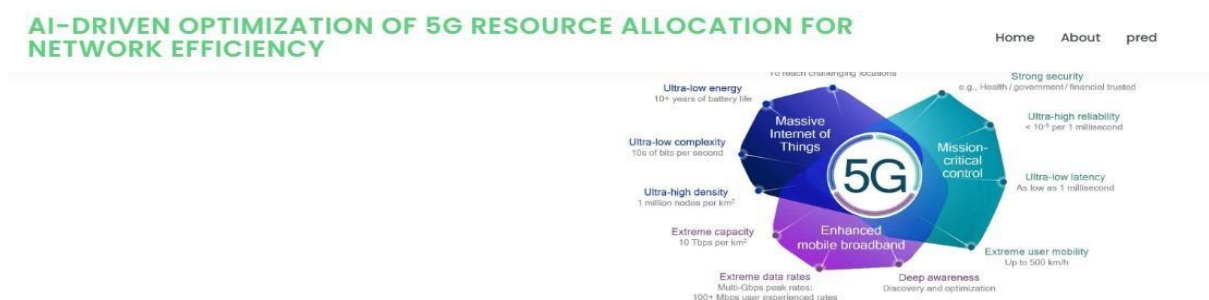 AI-DRIVEN OPTIMIZATION OF 5G RESOURCE ALLOCATION FOR
NETWORK EFFICIENCY
Home About pred
To reach challenging locations
Ultra-low energy
10+ years of battery life
Ultra-low complexity
10s of bits per second
Ultra-high density
1 million nodes per km²
Extreme capacity
10 Tbps per km²
Extreme data rates
Multi-Gbps peak rates;
100+ Mbps user experienced rates
Massive
Internet of
Things
5G
Mission-
critical
control
Enhanced
mobile broadband
Strong security
e.g., Health / government / financial trusted
Ultra-high reliability
< 10⁻⁵ per 1 millisecond
Ultra-low latency
As low as 1 millisecond
Extreme user mobility
Up to 500 km/h
Deep awareness
Discovery and optimization